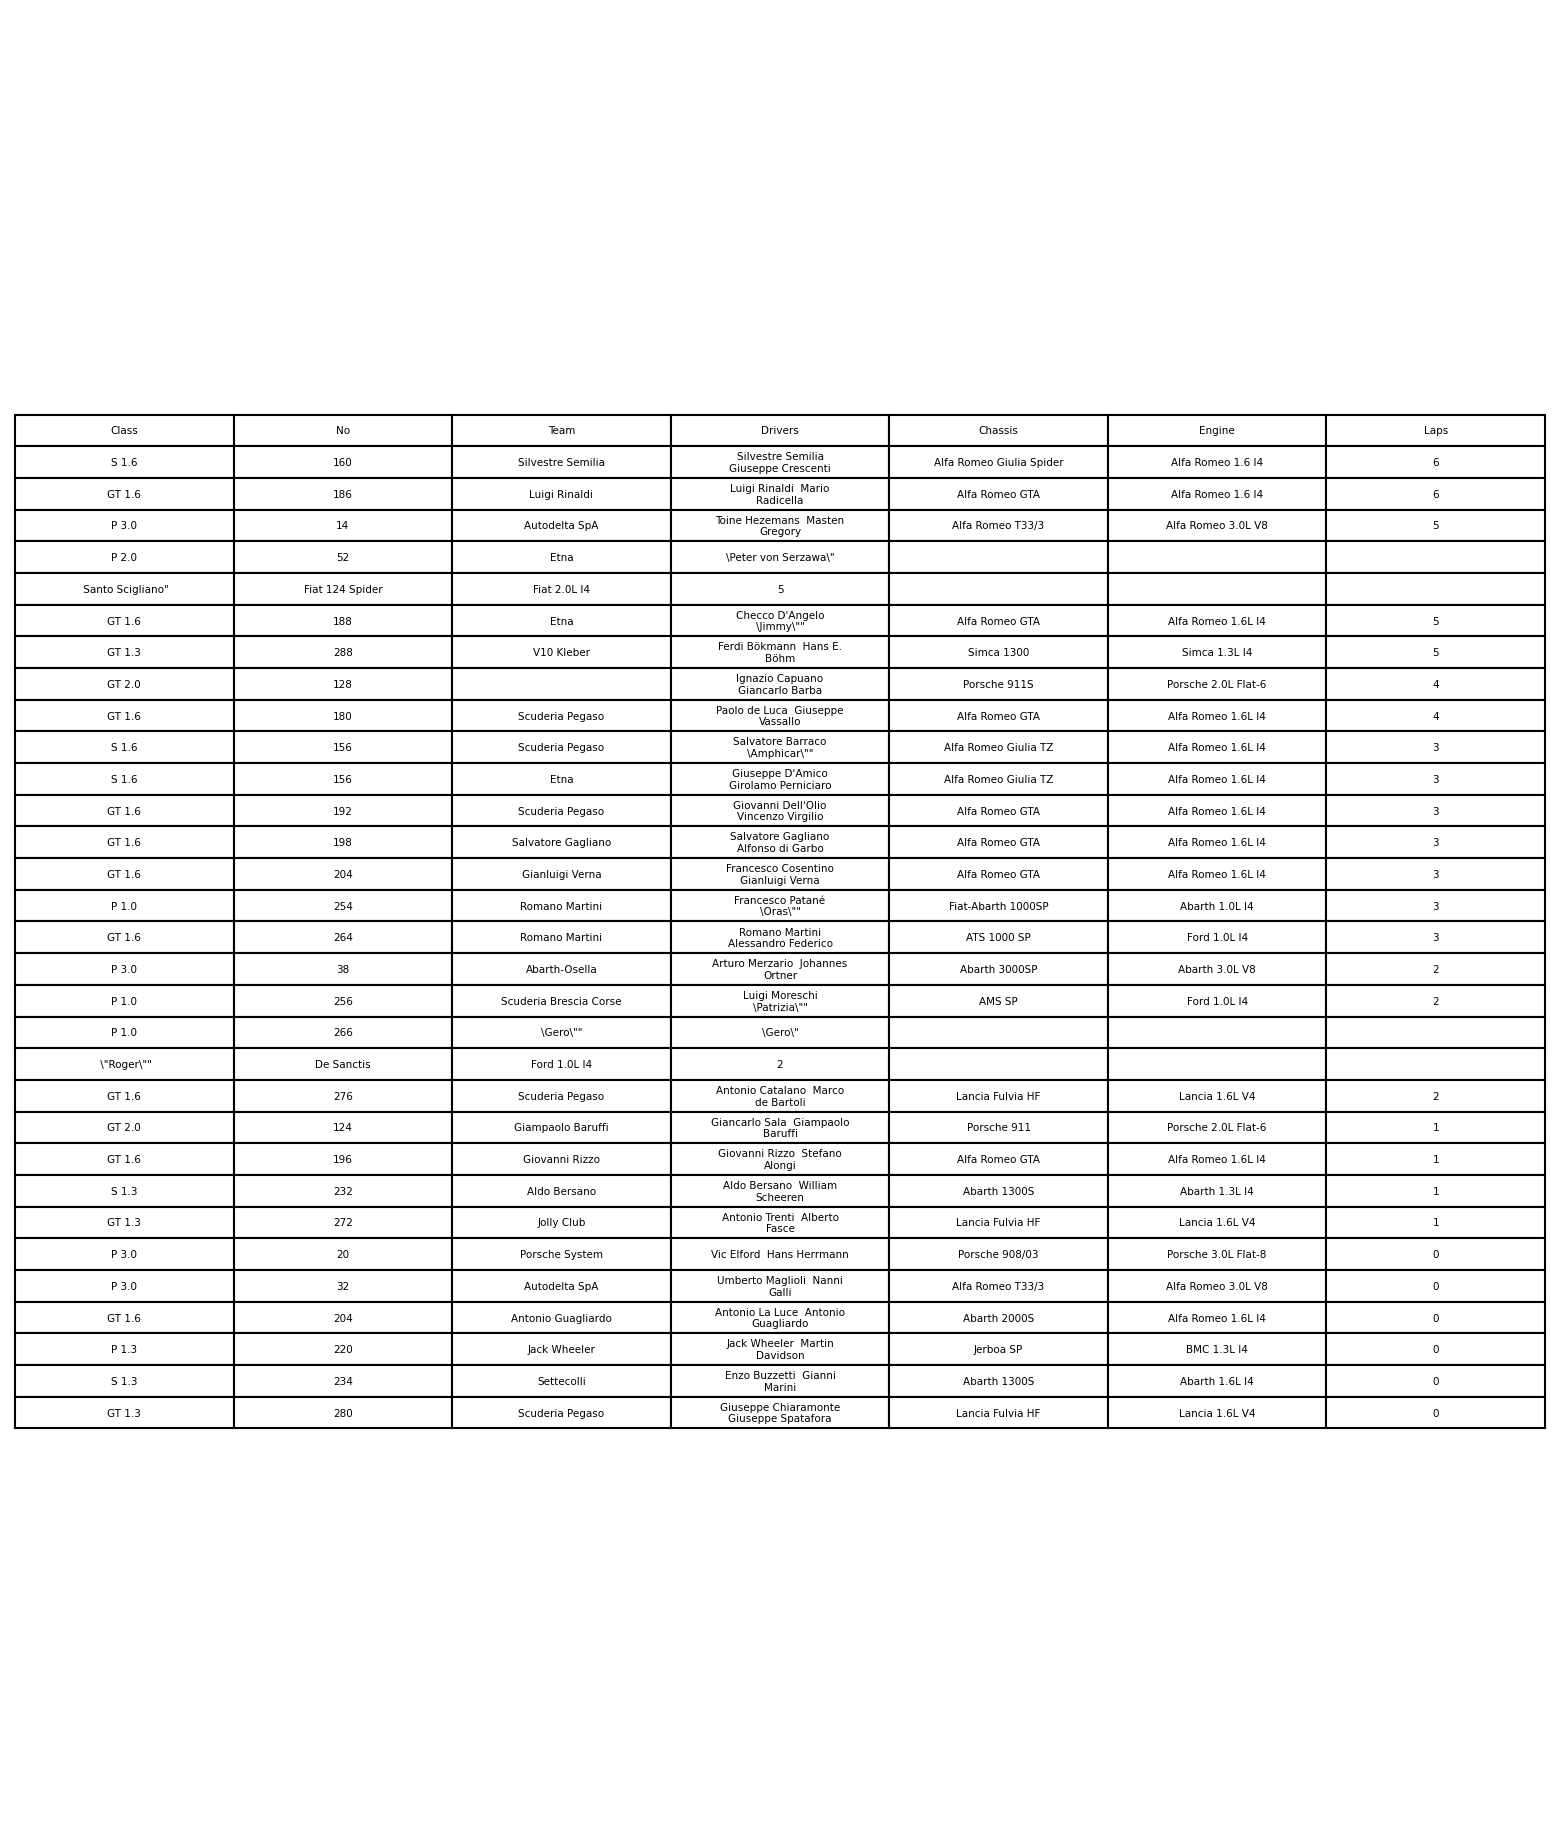 Class No Team Drivers Chassis Engine Laps
S 1.6 160 Silvestre Semilia Silvestre Semilia Giuseppe Crescenti Alfa Romeo Giulia Spider Alfa Romeo 1.6 I4 6
GT 1.6 186 Luigi Rinaldi Luigi Rinaldi  Mario Radicella Alfa Romeo GTA Alfa Romeo 1.6 I4 6
P 3.0 14 Autodelta SpA Toine Hezemans  Masten Gregory Alfa Romeo T33/3 Alfa Romeo 3.0L V8 5
P 2.0 52 Etna \Peter von Serzawa\"
Santo Scigliano" Fiat 124 Spider Fiat 2.0L I4 5
GT 1.6 188 Etna Checco D'Angelo \Jimmy\"" Alfa Romeo GTA Alfa Romeo 1.6L I4 5
GT 1.3 288 V10 Kleber Ferdi Bökmann  Hans E. Böhm Simca 1300 Simca 1.3L I4 5
GT 2.0 128 Ignazio Capuano Giancarlo Barba Porsche 911S Porsche 2.0L Flat-6 4
GT 1.6 180 Scuderia Pegaso Paolo de Luca  Giuseppe Vassallo Alfa Romeo GTA Alfa Romeo 1.6L I4 4
S 1.6 156 Scuderia Pegaso Salvatore Barraco \Amphicar\"" Alfa Romeo Giulia TZ Alfa Romeo 1.6L I4 3
S 1.6 156 Etna Giuseppe D'Amico Girolamo Perniciaro Alfa Romeo Giulia TZ Alfa Romeo 1.6L I4 3
GT 1.6 192 Scuderia Pegaso Giovanni Dell'Olio Vincenzo Virgilio Alfa Romeo GTA Alfa Romeo 1.6L I4 3
GT 1.6 198 Salvatore Gagliano Salvatore Gagliano Alfonso di Garbo Alfa Romeo GTA Alfa Romeo 1.6L I4 3
GT 1.6 204 Gianluigi Verna Francesco Cosentino Gianluigi Verna Alfa Romeo GTA Alfa Romeo 1.6L I4 3
P 1.0 254 Romano Martini Francesco Patané \Oras\"" Fiat-Abarth 1000SP Abarth 1.0L I4 3
GT 1.6 264 Romano Martini Romano Martini Alessandro Federico ATS 1000 SP Ford 1.0L I4 3
P 3.0 38 Abarth-Osella Arturo Merzario  Johannes Ortner Abarth 3000SP Abarth 3.0L V8 2
P 1.0 256 Scuderia Brescia Corse Luigi Moreschi \Patrizia\"" AMS SP Ford 1.0L I4 2
P 1.0 266 \Gero\"" \Gero\"
\"Roger\"" De Sanctis Ford 1.0L I4 2
GT 1.6 276 Scuderia Pegaso Antonio Catalano  Marco de Bartoli Lancia Fulvia HF Lancia 1.6L V4 2
GT 2.0 124 Giampaolo Baruffi Giancarlo Sala  Giampaolo Baruffi Porsche 911 Porsche 2.0L Flat-6 1
GT 1.6 196 Giovanni Rizzo Giovanni Rizzo  Stefano Alongi Alfa Romeo GTA Alfa Romeo 1.6L I4 1
S 1.3 232 Aldo Bersano Aldo Bersano  William Scheeren Abarth 1300S Abarth 1.3L I4 1
GT 1.3 272 Jolly Club Antonio Trenti  Alberto Fasce Lancia Fulvia HF Lancia 1.6L V4 1
P 3.0 20 Porsche System Vic Elford  Hans Herrmann Porsche 908/03 Porsche 3.0L Flat-8 0
P 3.0 32 Autodelta SpA Umberto Maglioli  Nanni Galli Alfa Romeo T33/3 Alfa Romeo 3.0L V8 0
GT 1.6 204 Antonio Guagliardo Antonio La Luce  Antonio Guagliardo Abarth 2000S Alfa Romeo 1.6L I4 0
P 1.3 220 Jack Wheeler Jack Wheeler  Martin Davidson Jerboa SP BMC 1.3L I4 0
S 1.3 234 Settecolli Enzo Buzzetti  Gianni Marini Abarth 1300S Abarth 1.6L I4 0
GT 1.3 280 Scuderia Pegaso Giuseppe Chiaramonte Giuseppe Spatafora Lancia Fulvia HF Lancia 1.6L V4 0